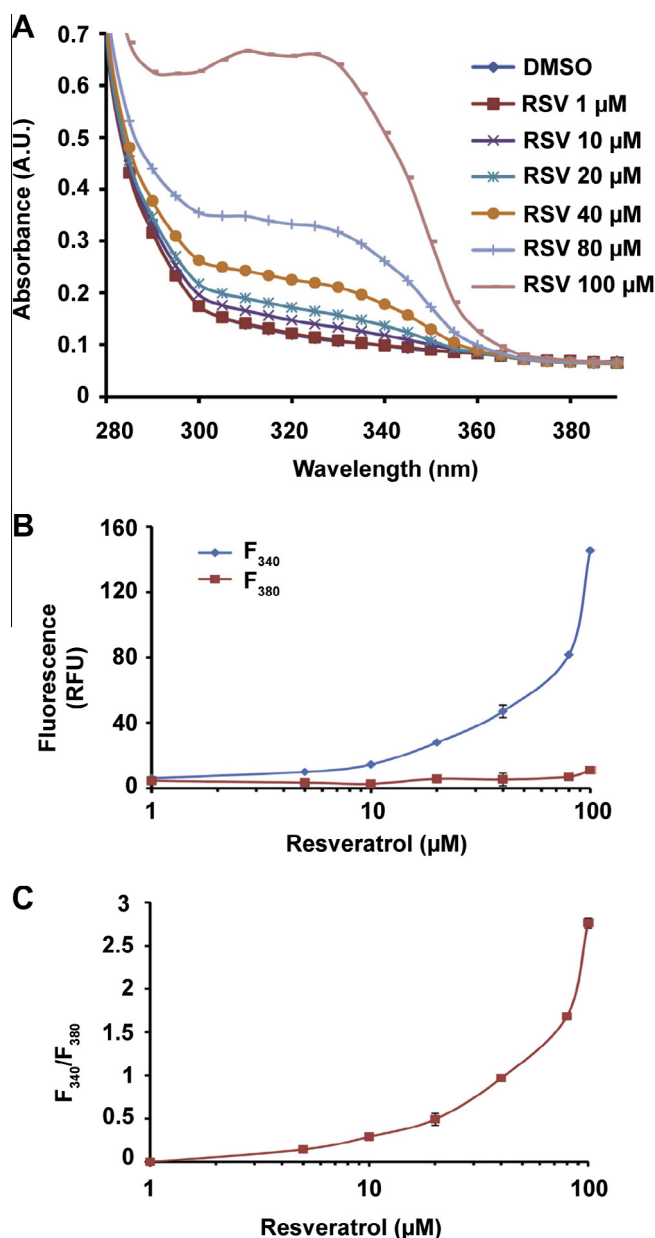 A
0.7
0.6
0.5
0.4
0.3
0.2
0.1
0
Absorbance (A.U.)
280 300 320 340 360 380
Wavelength (nm)
DMSO
RSV 1 µM
RSV 10 µM
RSV 20 µM
RSV 40 µM
RSV 80 µM
RSV 100 µM
B
160
120
80
40
0
Fluorescence
(RFU)
F340
F380
1 10 100
Resveratrol (µM)
C
3
2.5
2
1.5
1
0.5
0
F340/F380
1 10 100
Resveratrol (µM)